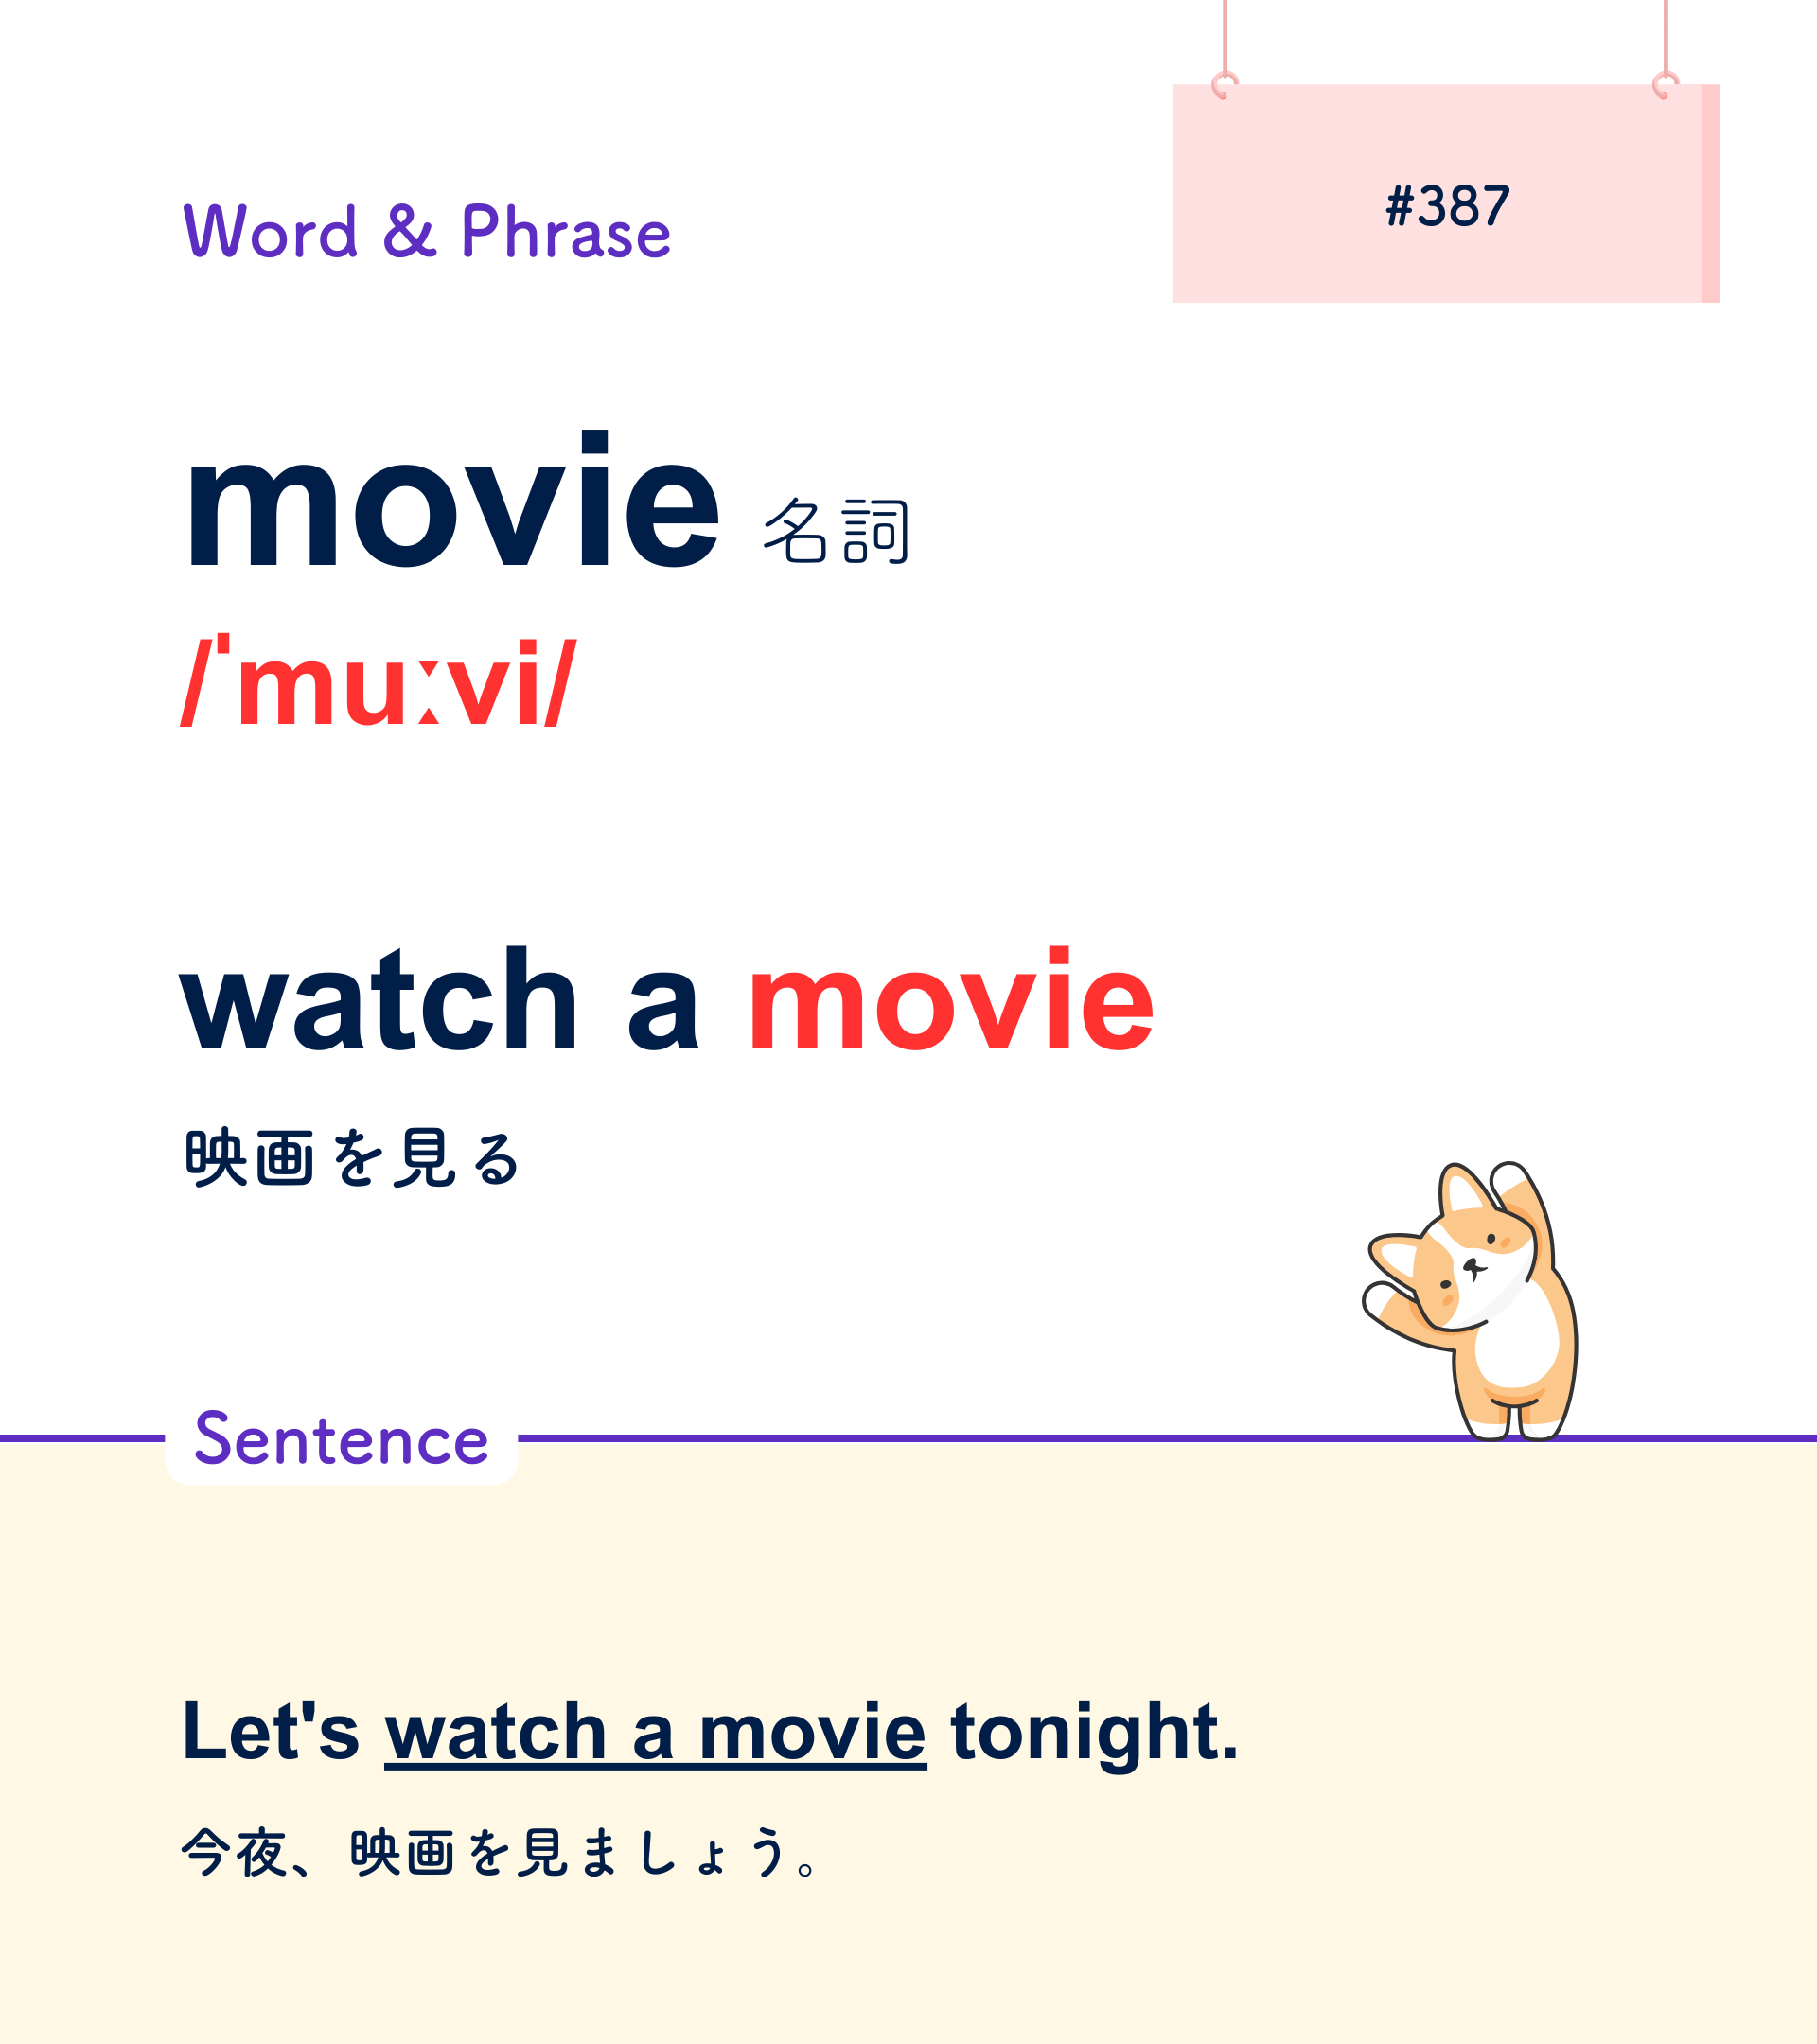 #387
Word & Phrase
movie 名詞
/ˈmuːvi/
watch a movie
映画を見る
Sentence
Let's watch a movie tonight.
今夜、映画を見ましょう。